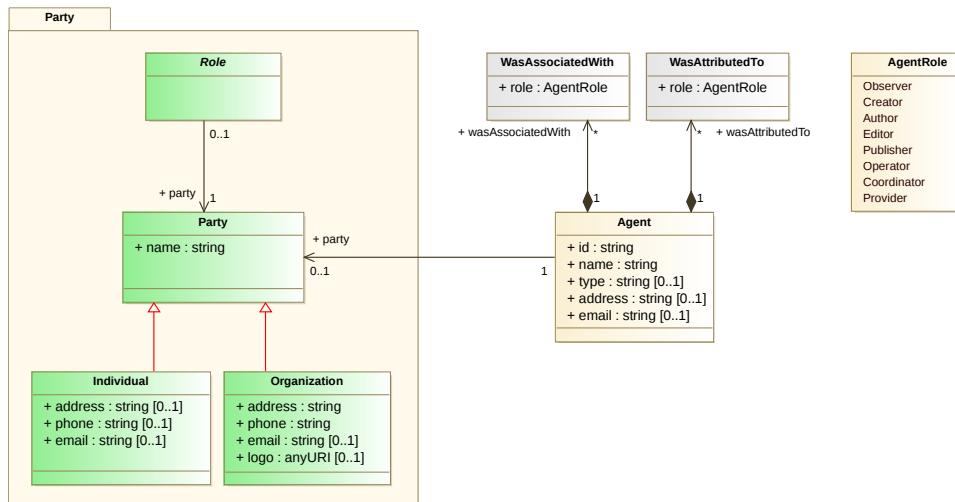 Party
Role
0..1
+ party
1
Party
+ name : string
Individual
+ address : string [0..1]
+ phone : string [0..1]
+ email : string [0..1]
Organization
+ address : string
+ phone : string
+ email : string [0..1]
+ logo : anyURI [0..1]
+ party
0..1
1
WasAssociatedWith
+ role : AgentRole
+ wasAssociatedWith
*
1
WasAttributedTo
+ role : AgentRole
*
+ wasAttributedTo
1
Agent
+ id : string
+ name : string
+ type : string [0..1]
+ address : string [0..1]
+ email : string [0..1]
AgentRole
Observer
Creator
Author
Editor
Publisher
Operator
Coordinator
Provider